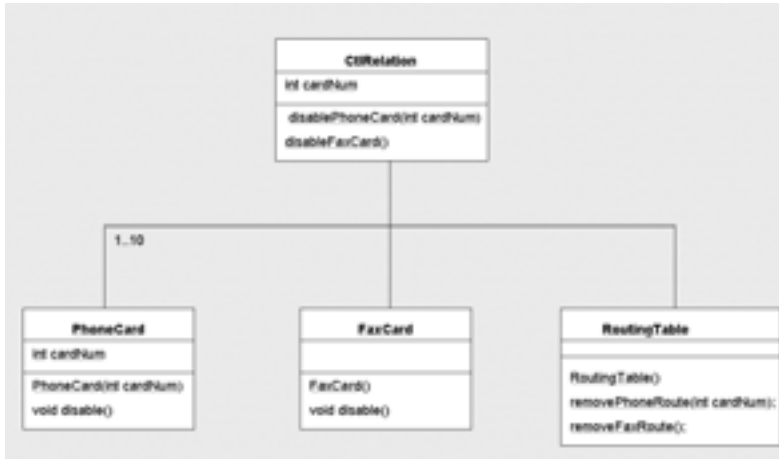 CtlRelation
int cardNum
disablePhoneCard(int cardNum)
disableFaxCard()
1..10
PhoneCard
int cardNum
PhoneCard(int cardNum)
void disable()
FaxCard
FaxCard()
void disable()
RoutingTable
RoutingTable()
removePhoneRoute(int cardNum);
removeFaxRoute();